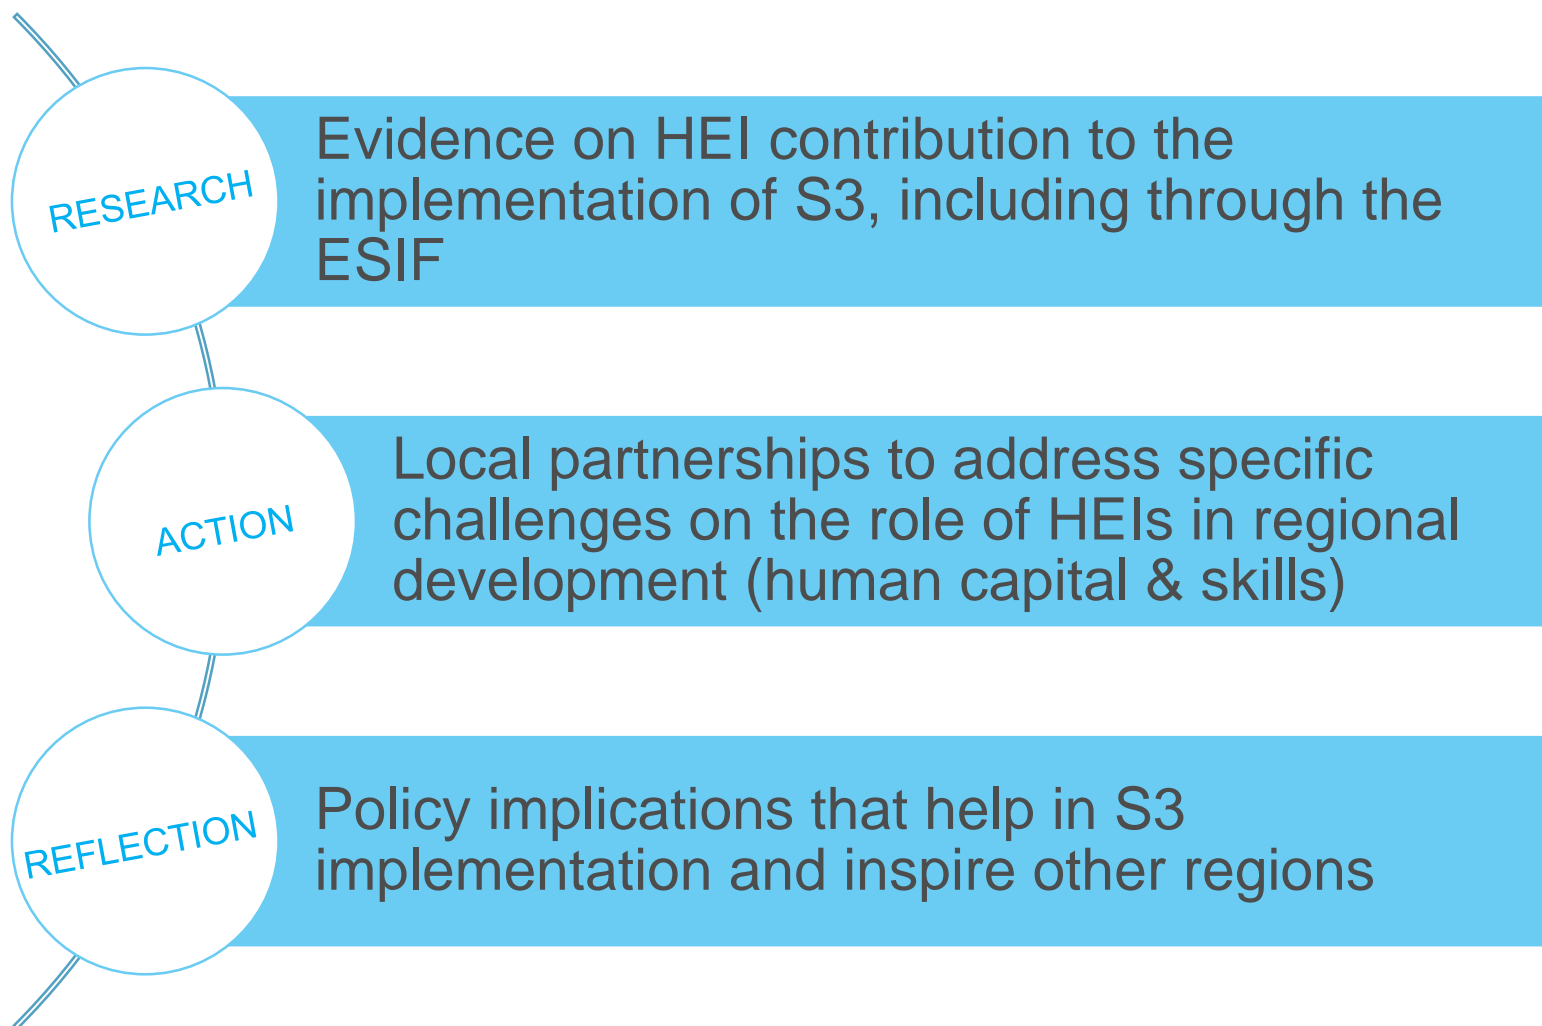 RESEARCH
Evidence on HEI contribution to the
implementation of S3, including through the
ESIF
ACTION
Local partnerships to address specific
challenges on the role of HEIs in regional
development (human capital & skills)
REFLECTION
Policy implications that help in S3
implementation and inspire other regions